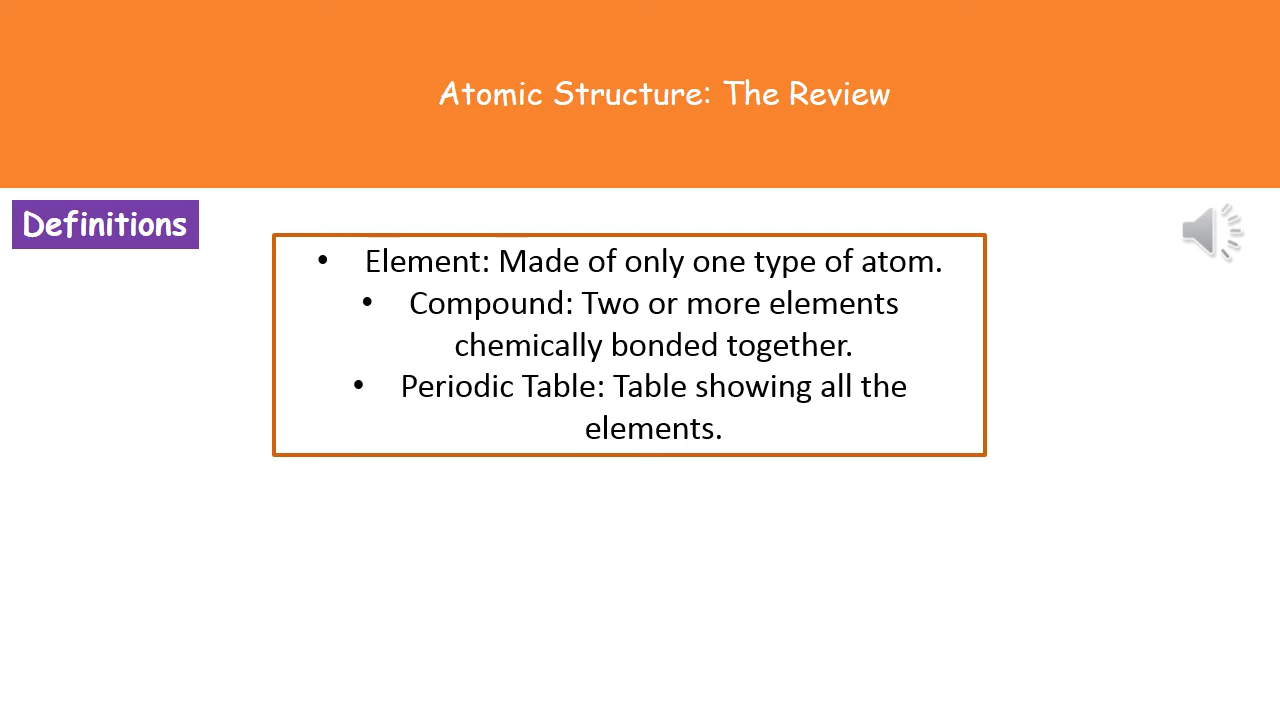 Atomic Structure: The Review
Definitions
• Element: Made of only one type of atom.
• Compound: Two or more elements
chemically bonded together.
• Periodic Table: Table showing all the
elements.